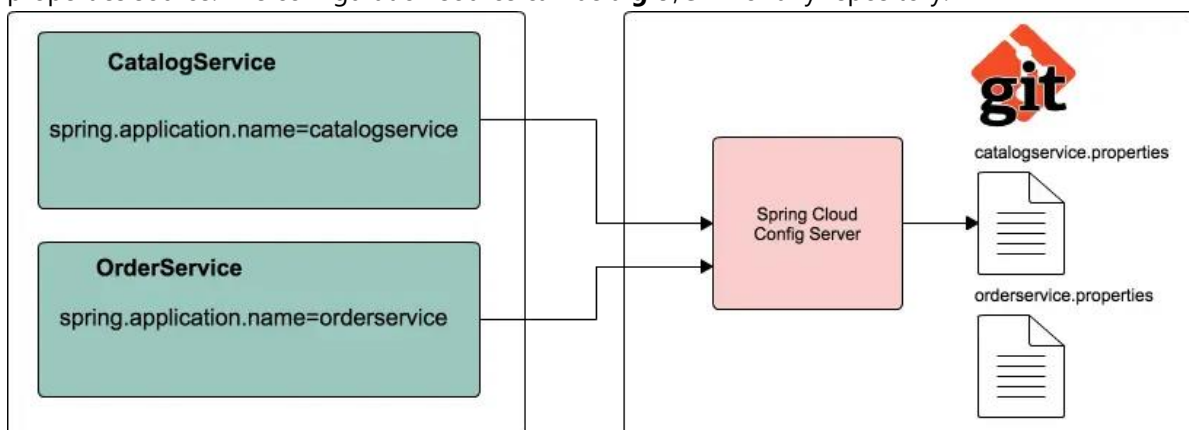 CatalogService
spring.application.name=catalogservice
OrderService
spring.application.name=orderservice
Spring Cloud
Config Server
git
catalogservice.properties
orderservice.properties